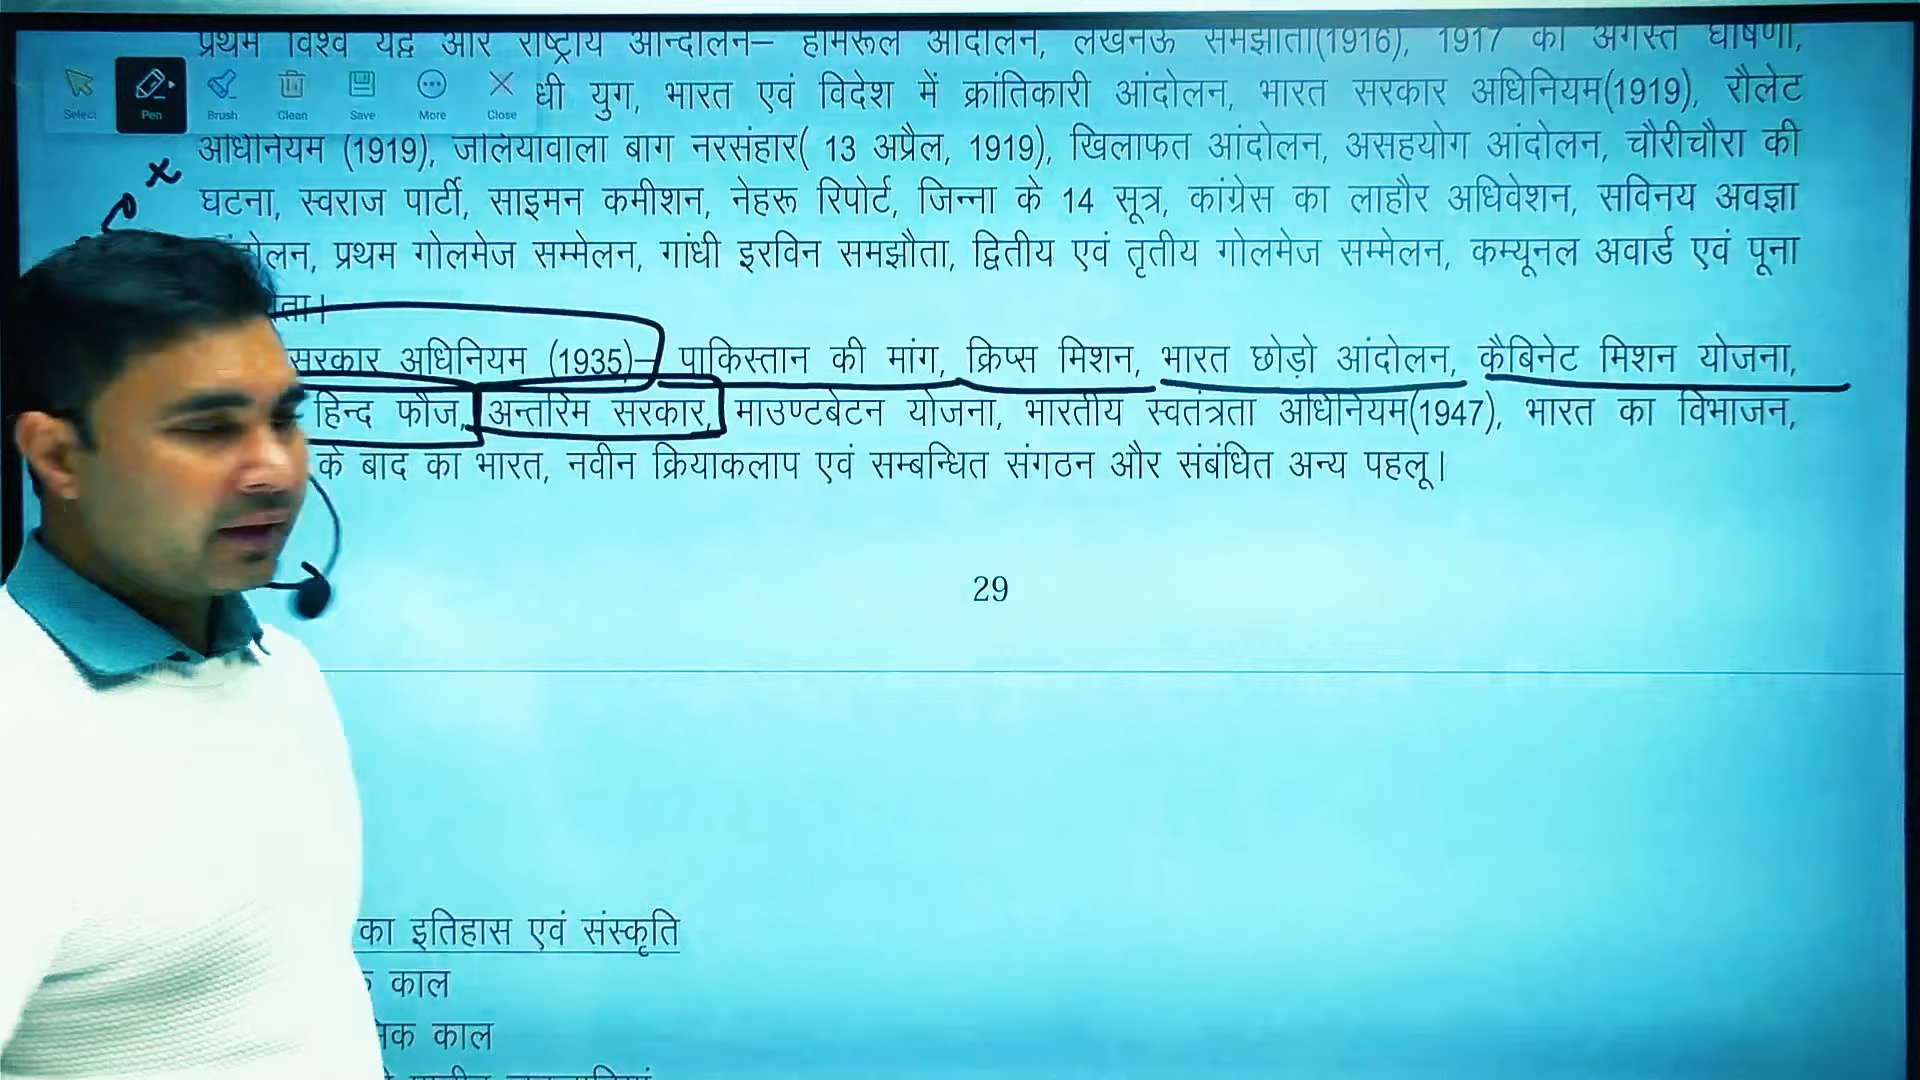 प्रथम विश्व युद्ध और राष्ट्रीय आन्दोलन– होमरूल आंदोलन, लखनऊ समझौता(1916), 1917 की अगस्त घोषणा,
Select Pen Brush Clean Save More Close
धी युग, भारत एवं विदेश में क्रांतिकारी आंदोलन, भारत सरकार अधिनियम(1919), रौलेट
अधिनियम (1919), जलियावाला बाग नरसंहार( 13 अप्रैल, 1919), खिलाफत आंदोलन, असहयोग आंदोलन, चौरीचौरा की
घटना, स्वराज पार्टी, साइमन कमीशन, नेहरू रिपोर्ट, जिन्ना के 14 सूत्र, कांग्रेस का लाहौर अधिवेशन, सविनय अवज्ञा
लन, प्रथम गोलमेज सम्मेलन, गांधी इरविन समझौता, द्वितीय एवं तृतीय गोलमेज सम्मेलन, कम्यूनल अवार्ड एवं पूना
ता।
सरकार अधिनियम (1935)– पाकिस्तान की मांग, क्रिप्स मिशन, भारत छोड़ो आंदोलन, कैबिनेट मिशन योजना,
हिन्द फौज, अन्तरिम सरकार, माउण्टबेटन योजना, भारतीय स्वतंत्रता अधिनियम(1947), भारत का विभाजन,
के बाद का भारत, नवीन क्रियाकलाप एवं सम्बन्धित संगठन और संबंधित अन्य पहलू।
29
का इतिहास एवं संस्कृति
काल
काल